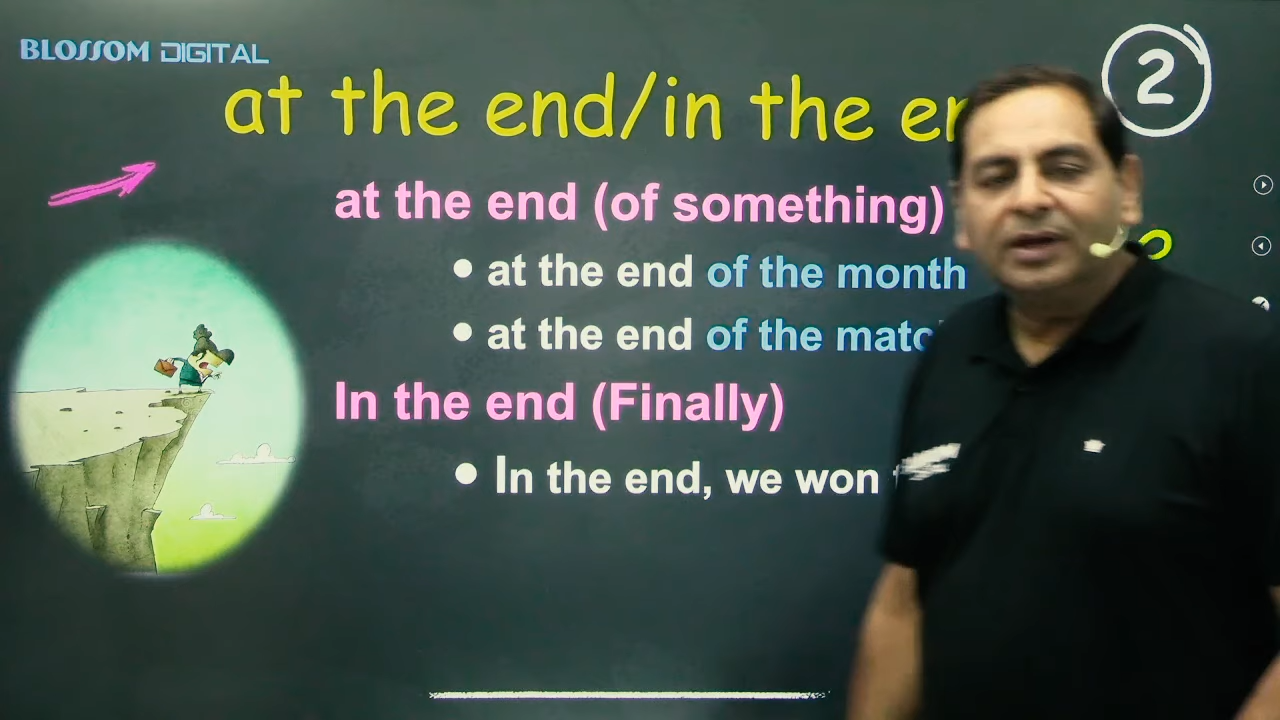 BLOSSOM DIGITAL
2
at the end/in the
at the end (of something)
• at the end of the month
• at the end of the
In the end (Finally)
• In the end, we won